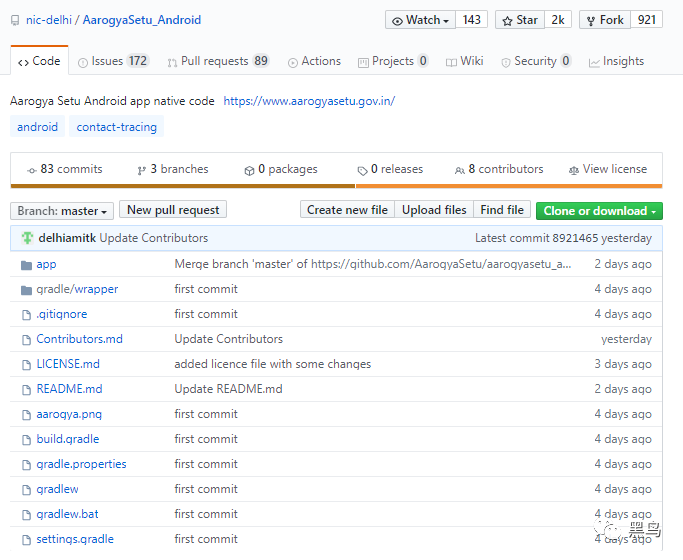 nic-delhi / AarogyaSetu_Android
Watch 143 Star 2k Fork 921
Code Issues 172 Pull requests 89 Actions Projects 0 Wiki Security 0 Insights
Aarogya Setu Android app native code https://www.aarogyasetu.gov.in/
android contact-tracing
83 commits 3 branches 0 packages 0 releases 8 contributors View license
Branch: master New pull request Create new file Upload files Find file Clone or download
delhiamitk Update Contributors Latest commit 8921465 yesterday
app Merge branch 'master' of https://github.com/AarogyaSetu/aarogyasetu_a... 2 days ago
gradle/wrapper first commit 4 days ago
.gitignore first commit 4 days ago
Contributors.md Update Contributors yesterday
LICENSE.md added licence file with some changes 3 days ago
README.md Update README.md 2 days ago
aarogya.png first commit 4 days ago
build.gradle first commit 4 days ago
gradle.properties first commit 4 days ago
gradlew first commit 4 days ago
gradlew.bat first commit 4 days ago
settings.gradle first commit 4 days ago
黑鸟